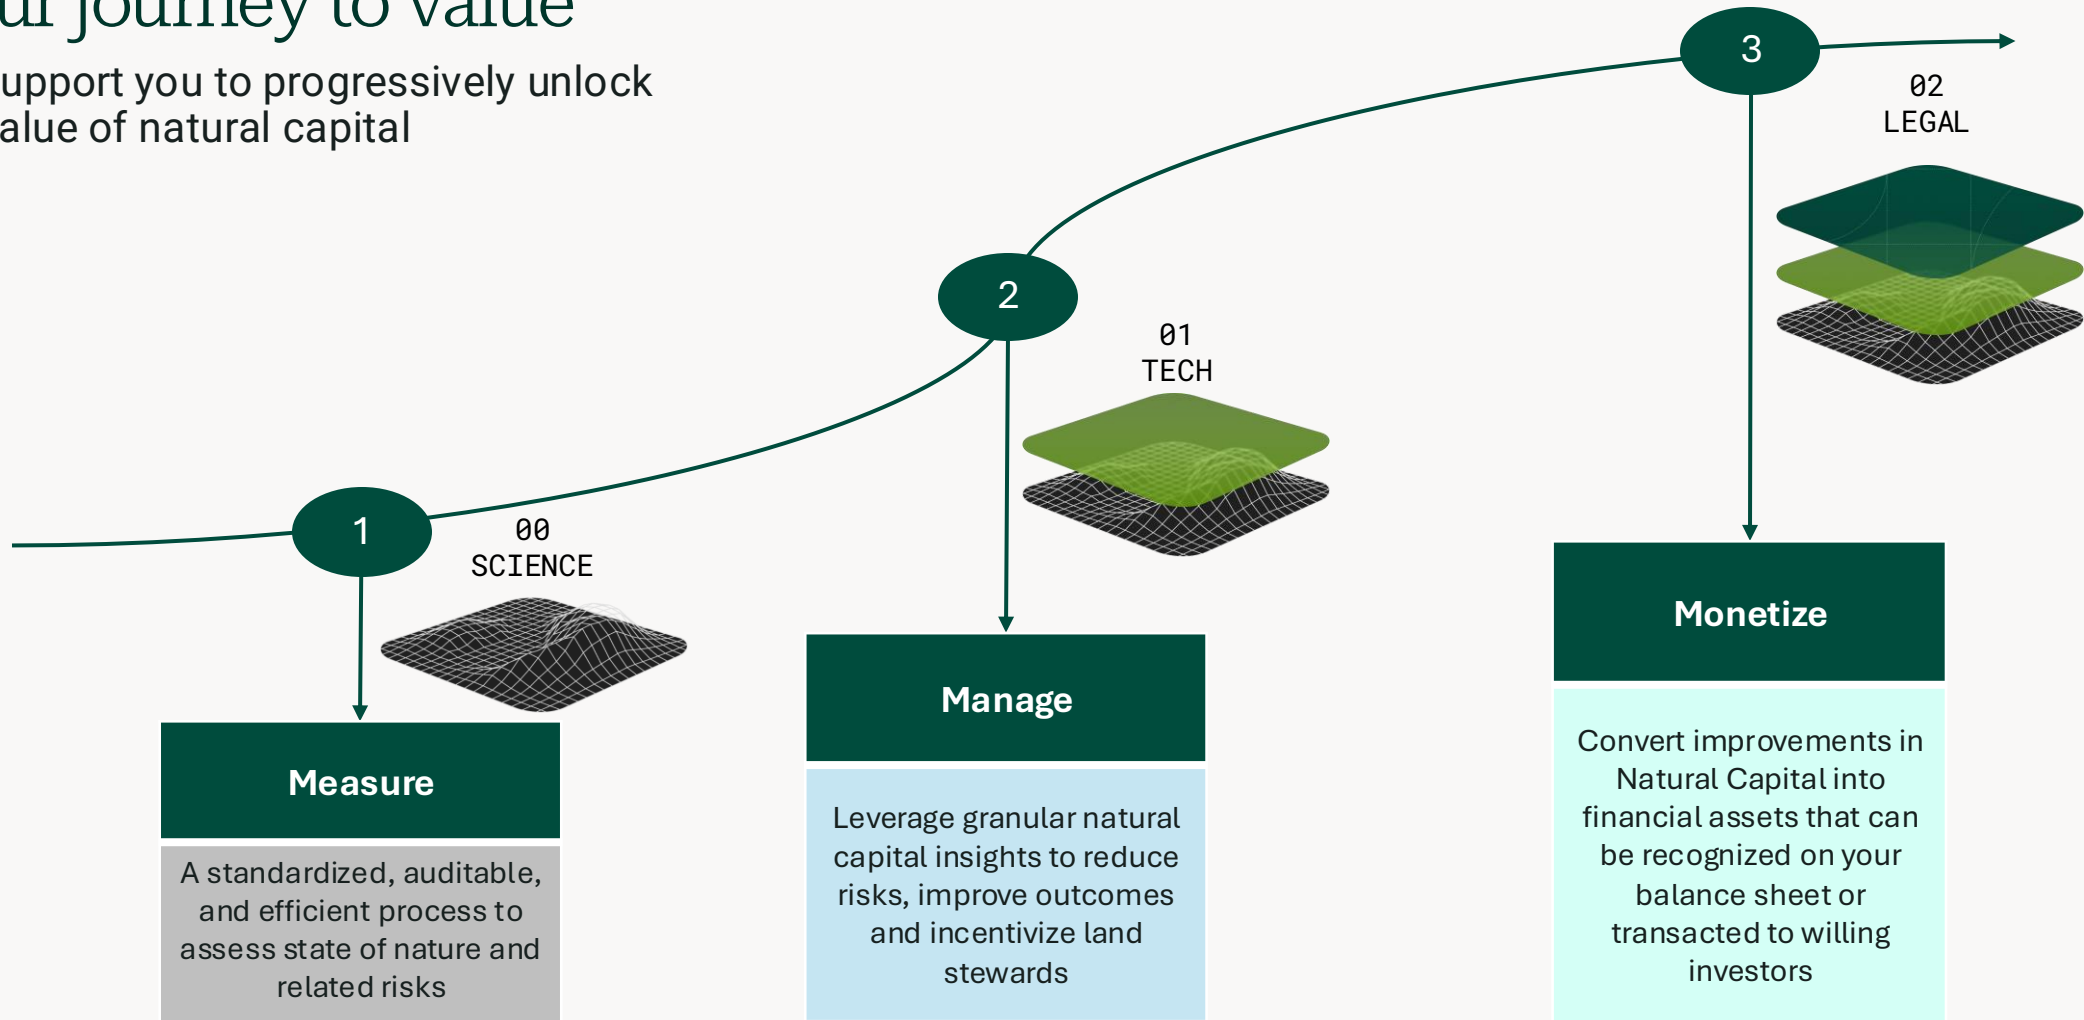 ur journey to value
upport you to progressively unlock
alue of natural capital
3
02
LEGAL
2
01
TECH
1
00
SCIENCE
Measure
A standardized, auditable,
and efficient process to
assess state of nature and
related risks
Manage
Leverage granular natural
capital insights to reduce
risks, improve outcomes
and incentivize land
stewards
Monetize
Convert improvements in
Natural Capital into
financial assets that can
be recognized on your
balance sheet or
transacted to willing
investors